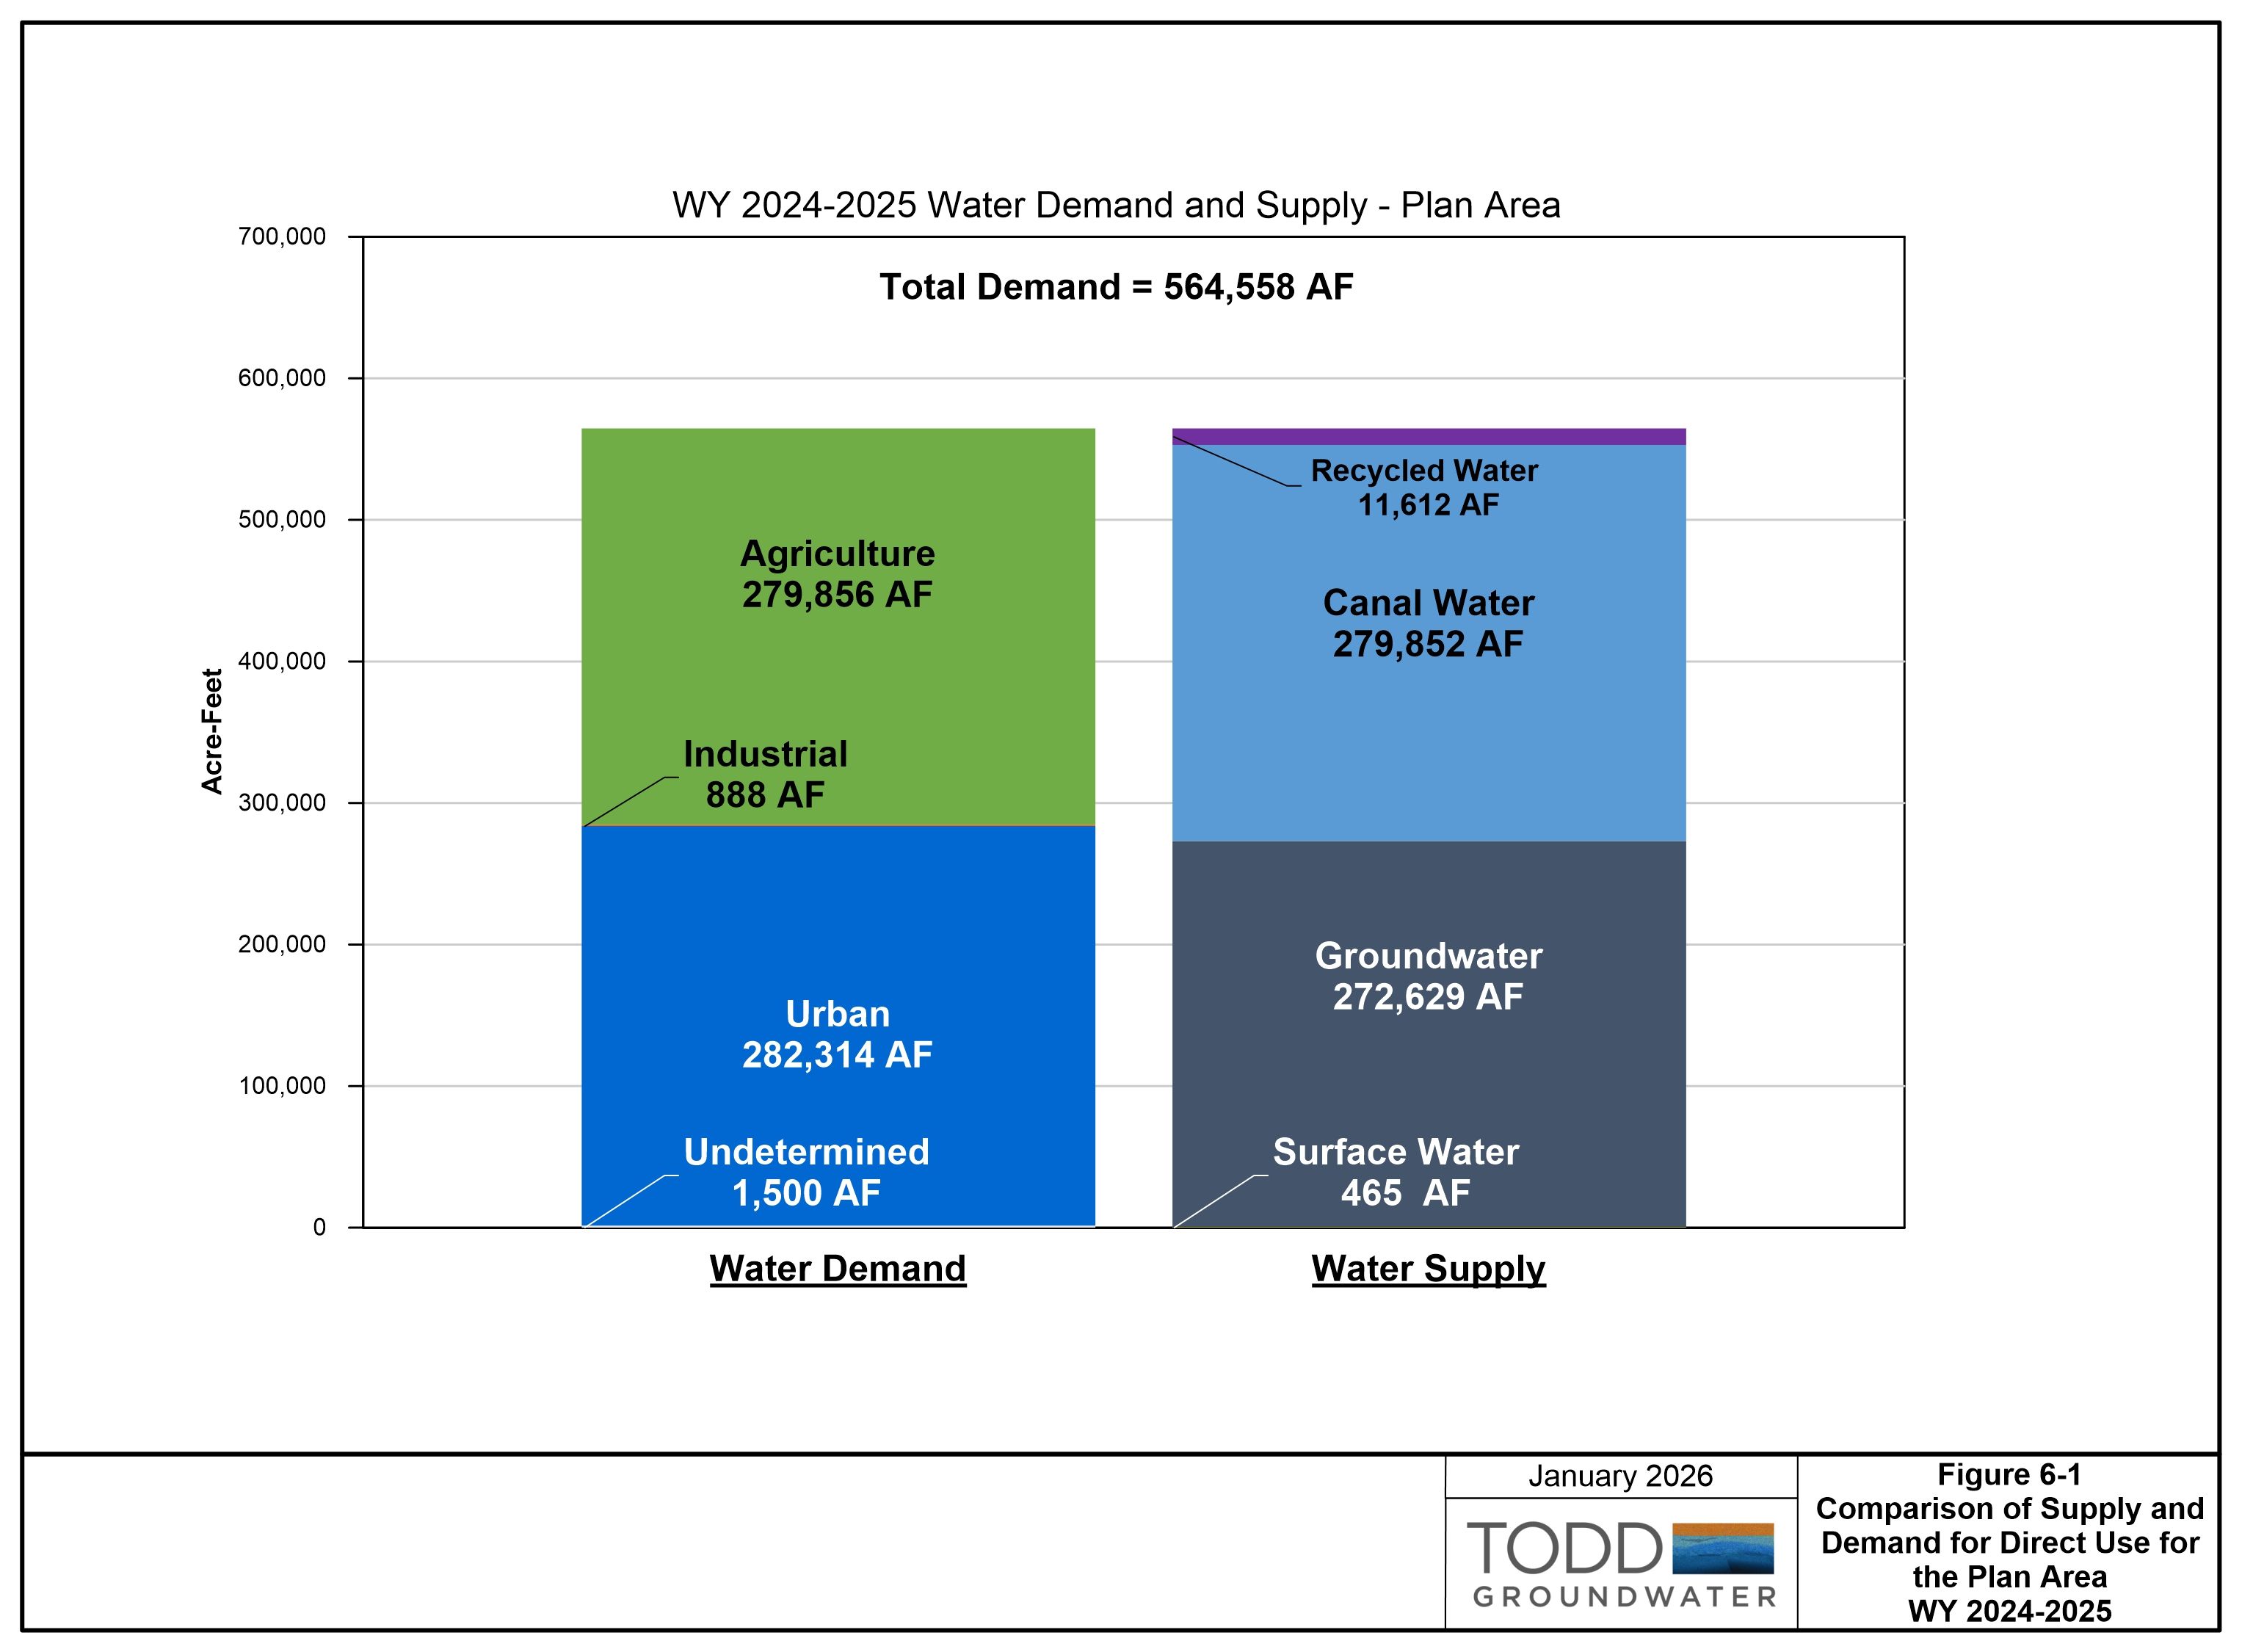 WY 2024-2025 Water Demand and Supply - Plan Area
Total Demand = 564,558 AF
Acre-Feet
700,000
600,000
500,000
400,000
300,000
200,000
100,000
0
Agriculture
279,856 AF
Industrial
888 AF
Urban
282,314 AF
Undetermined
1,500 AF
Recycled Water
11,612 AF
Canal Water
279,852 AF
Groundwater
272,629 AF
Surface Water
465 AF
Water Demand
Water Supply
January 2026
TODD
GROUNDWATER
Figure 6-1
Comparison of Supply and
Demand for Direct Use for
the Plan Area
WY 2024-2025